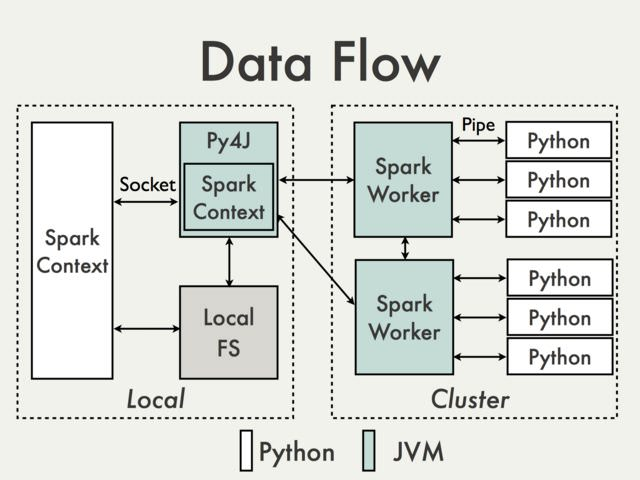 Data Flow
Spark
Context
Socket
Py4J
Spark
Context
Local
FS
Local
Spark
Worker
Pipe
Python
Python
Python
Spark
Worker
Python
Python
Python
Cluster
Python
JVM